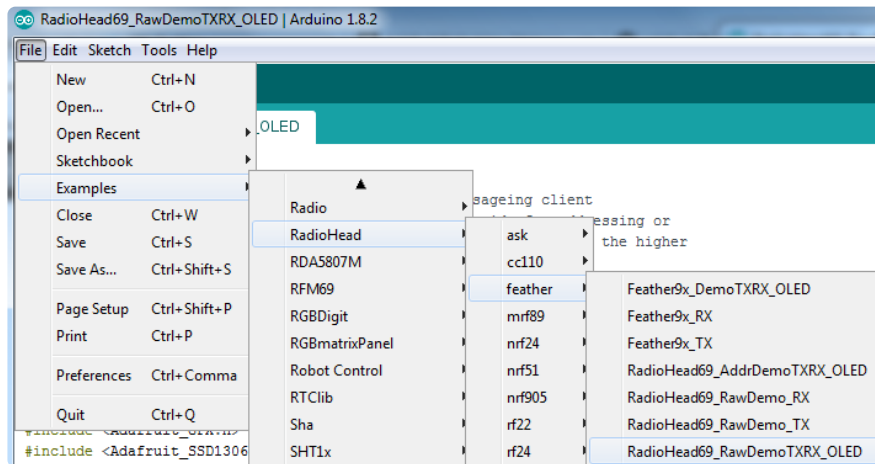 RadioHead69_RawDemoTXRX_OLED | Arduino 1.8.2
File Edit Sketch Tools Help
New Ctrl+N
Open... Ctrl+O
Open Recent
Sketchbook
Examples
Close Ctrl+W
Save Ctrl+S
Save As... Ctrl+Shift+S
Page Setup Ctrl+Shift+P
Print Ctrl+P
Preferences Ctrl+Comma
Quit Ctrl+Q
_OLED
sageing client
essing or
the higher
Radio
RadioHead
RDA5807M
RFM69
RGBDigit
RGBmatrixPanel
Robot Control
RTClib
Sha
SHT1x
ask
cc110
feather
mrf89
nrf24
nrf51
nrf905
rf22
rf24
Feather9x_DemoTXRX_OLED
Feather9x_RX
Feather9x_TX
RadioHead69_AddrDemoTXRX_OLED
RadioHead69_RawDemo_RX
RadioHead69_RawDemo_TX
RadioHead69_RawDemoTXRX_OLED
#include <Adafruit_SSD1306